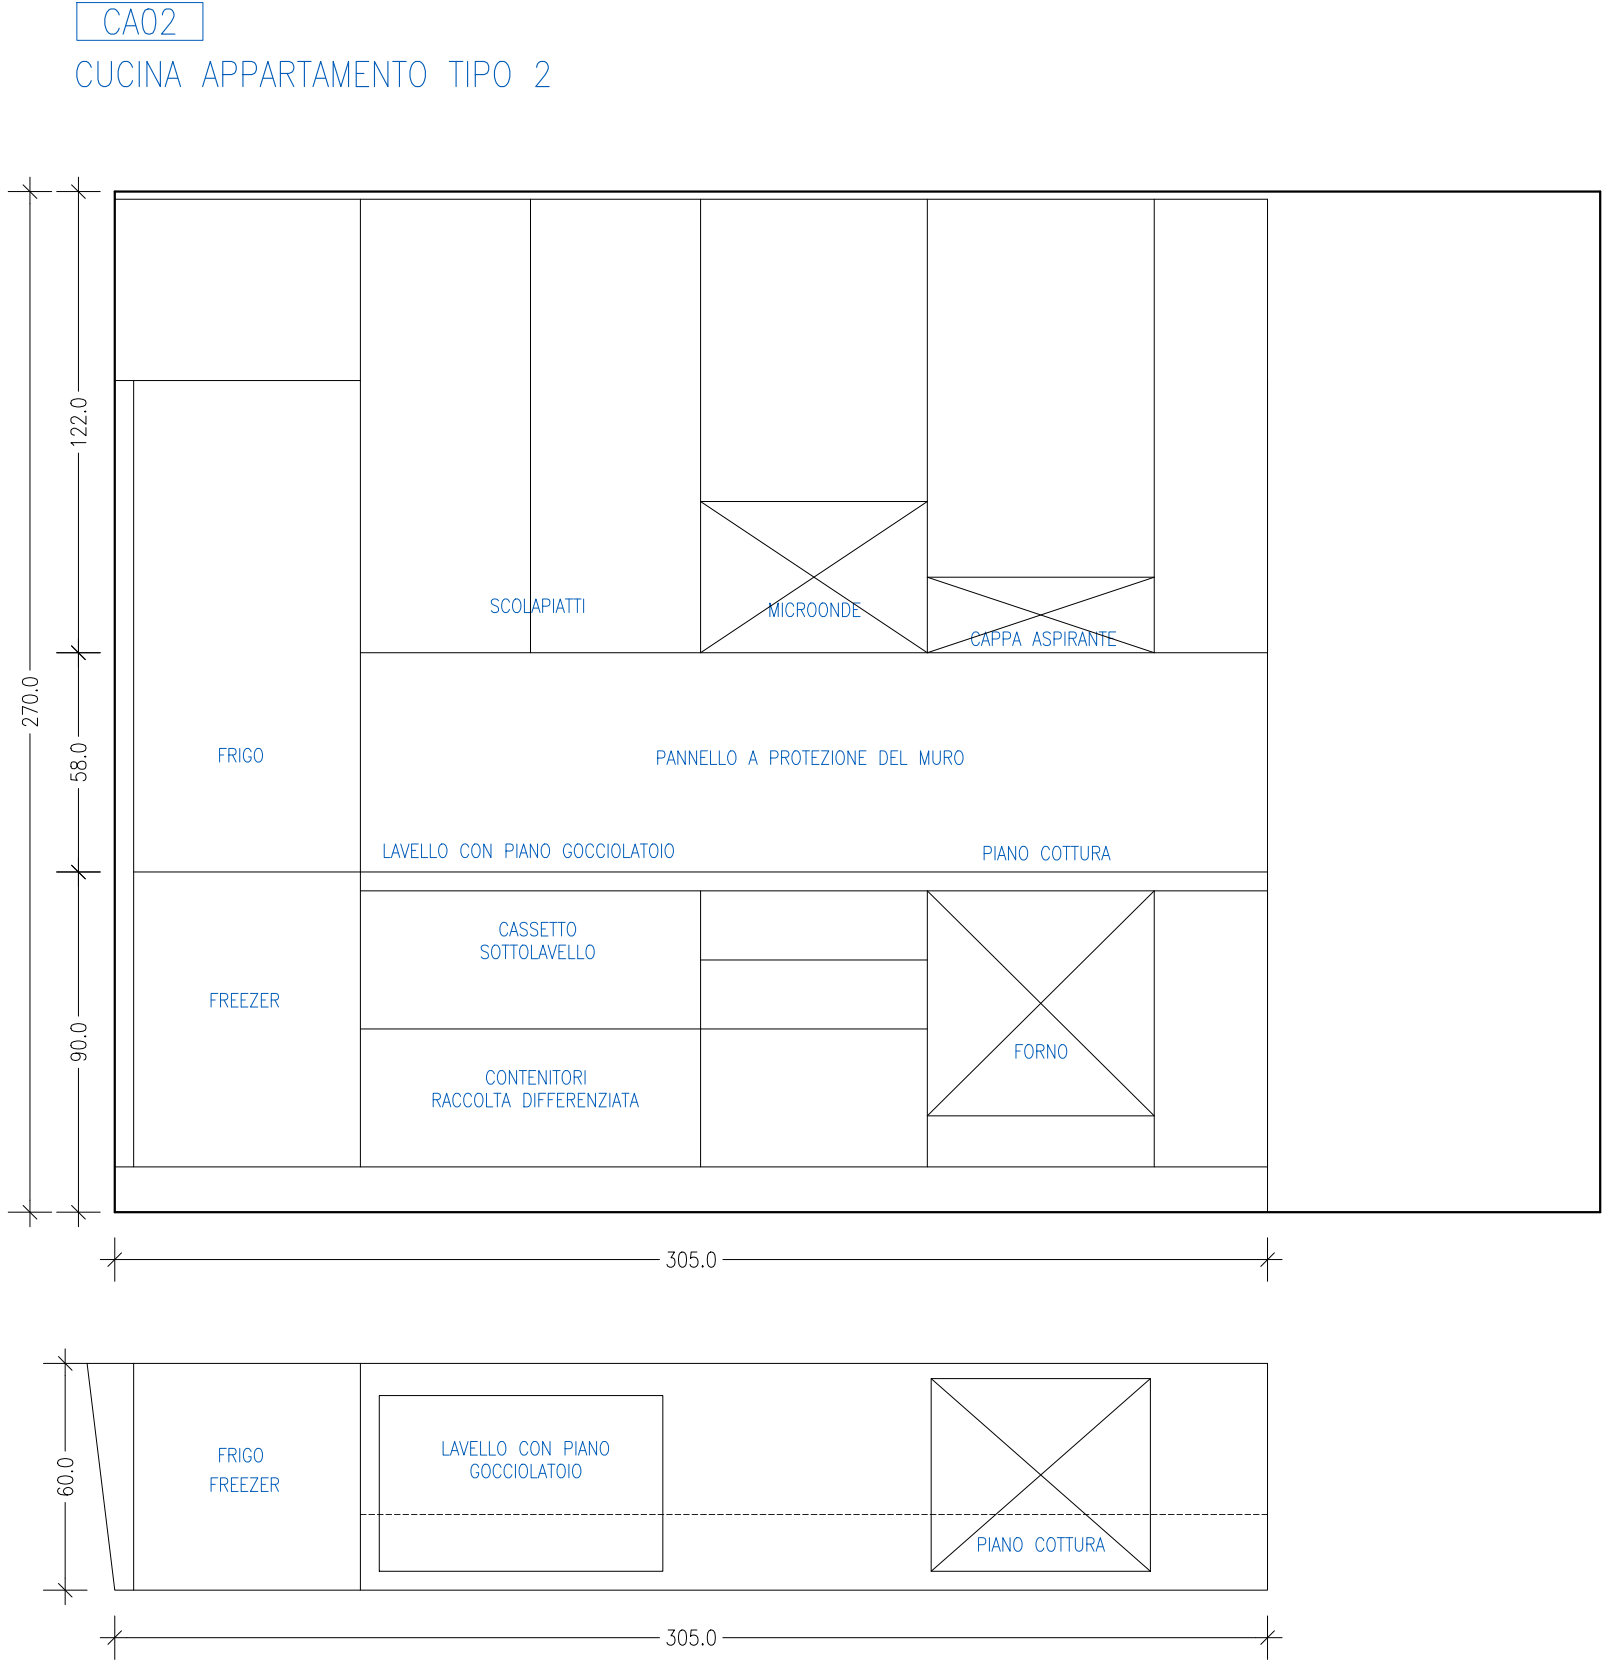 CA02
CUCINA APPARTAMENTO TIPO 2
122.0
SCOLAPIATTI
MICROONDE
CAPPA ASPIRANTE
270.0
58.0
FRIGO
PANNELLO A PROTEZIONE DEL MURO
LAVELLO CON PIANO GOCCIOLATOIO
PIANO COTTURA
CASSETTO
SOTTOLAVELLO
FREEZER
90.0
FORNO
CONTENITORI
RACCOLTA DIFFERENZIATA
305.0
60.0
FRIGO
FREEZER
LAVELLO CON PIANO
GOCCIOLATOIO
PIANO COTTURA
305.0